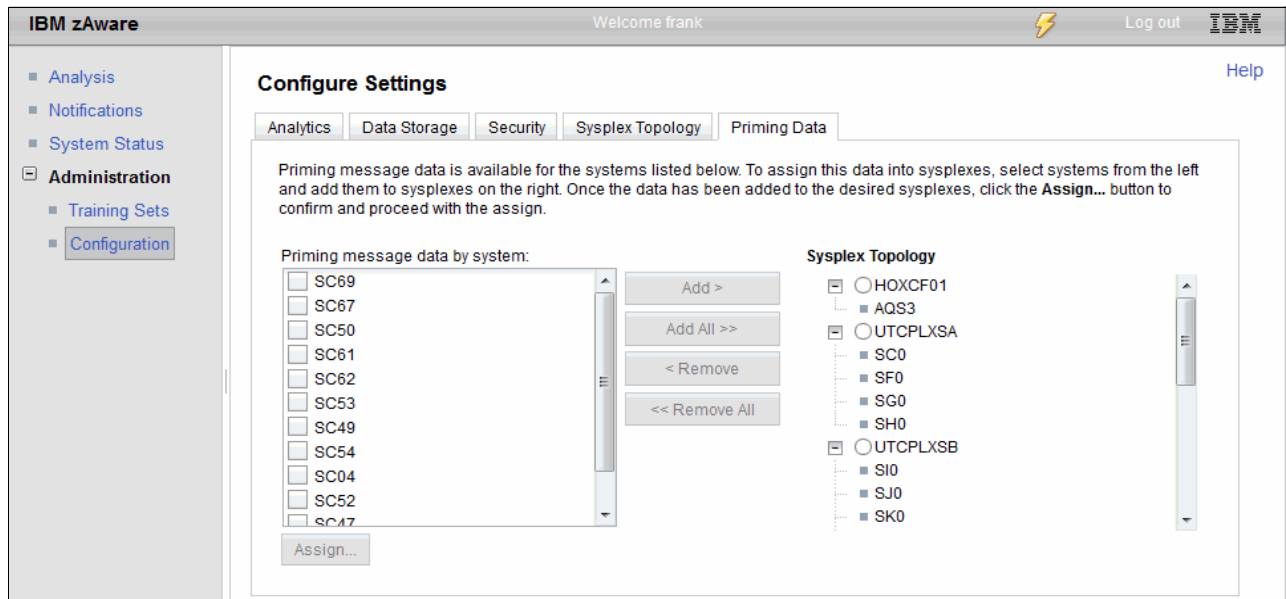 IBM zAware
Welcome frank
Log out
IBM
Analysis
Notifications
System Status
Administration
Training Sets
Configuration
Help
Configure Settings
Analytics
Data Storage
Security
Sysplex Topology
Priming Data
Priming message data is available for the systems listed below. To assign this data into sysplexes, select systems from the left
and add them to sysplexes on the right. Once the data has been added to the desired sysplexes, click the Assign... button to
confirm and proceed with the assign.
Priming message data by system:
SC69
SC67
SC50
SC61
SC62
SC53
SC49
SC54
SC04
SC52
SC47
Add >
Add All >>
< Remove
<< Remove All
Sysplex Topology
HOXCF01
AQS3
UTCPLXSA
SC0
SF0
SG0
SH0
UTCPLXSB
SI0
SJ0
SK0
Assign...